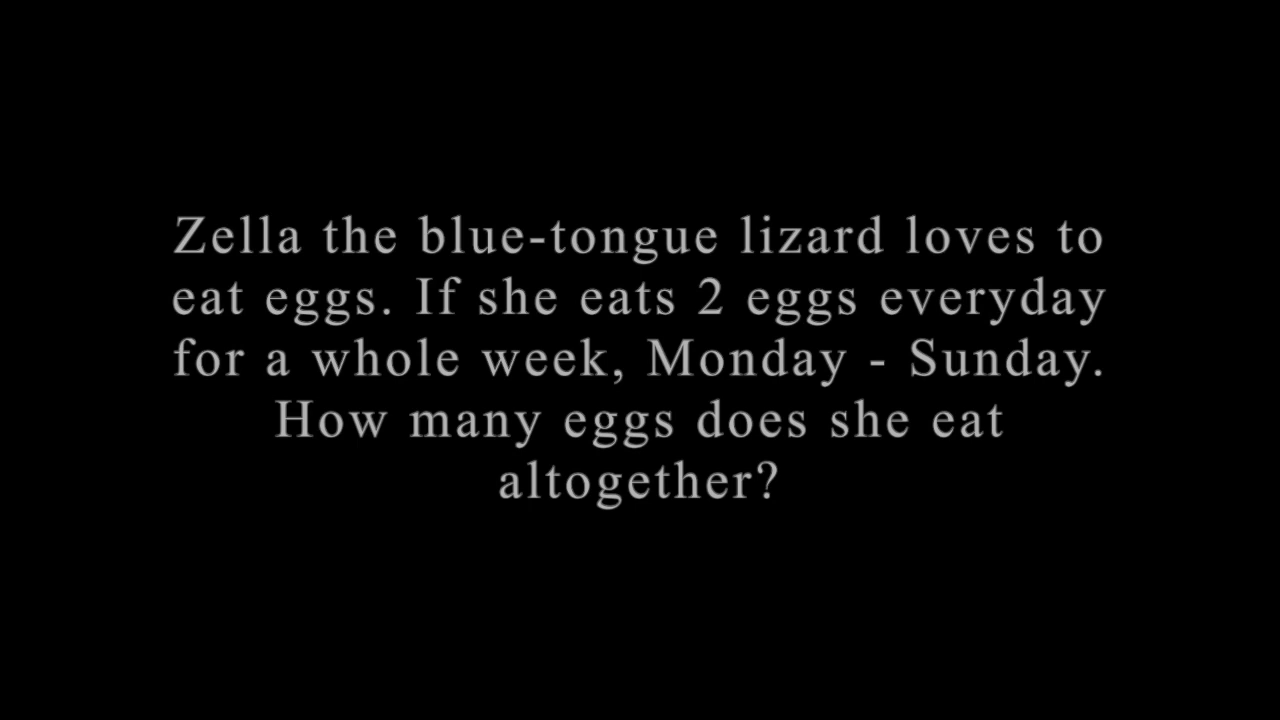 Zella the blue-tongue lizard loves to
eat eggs. If she eats 2 eggs everyday
for a whole week, Monday - Sunday.
How many eggs does she eat
altogether?